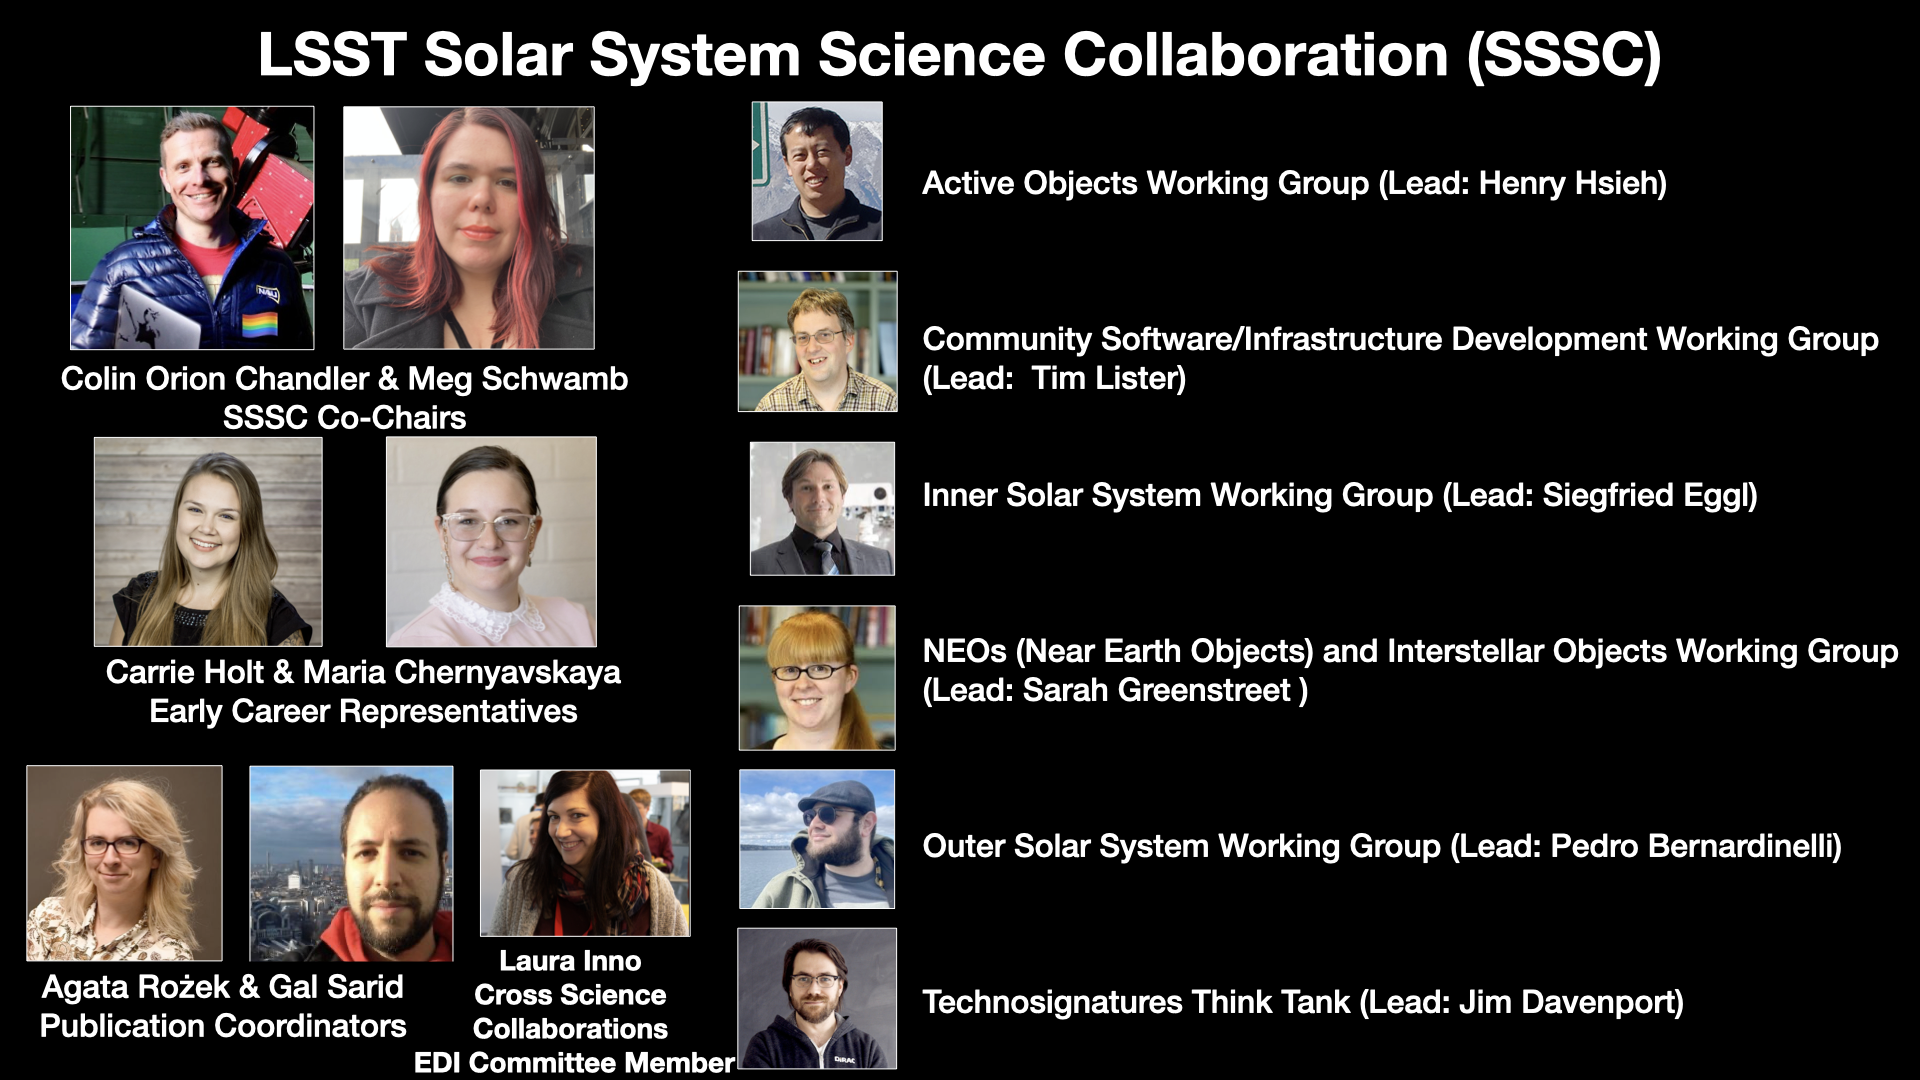 LSST Solar System Science Collaboration (SSSC)
Colin Orion Chandler & Meg Schwamb
SSSC Co-Chairs
Carrie Holt & Maria Chernyavskaya
Early Career Representatives
Agata Rożek & Gal Sarid
Publication Coordinators
Laura Inno
Cross Science
Collaborations
EDI Committee Member
Active Objects Working Group (Lead: Henry Hsieh)
Community Software/Infrastructure Development Working Group
(Lead:  Tim Lister)
Inner Solar System Working Group (Lead: Siegfried Eggl)
NEOs (Near Earth Objects) and Interstellar Objects Working Group
(Lead: Sarah Greenstreet )
Outer Solar System Working Group (Lead: Pedro Bernardinelli)
Technosignatures Think Tank (Lead: Jim Davenport)
NAU
DiRAC